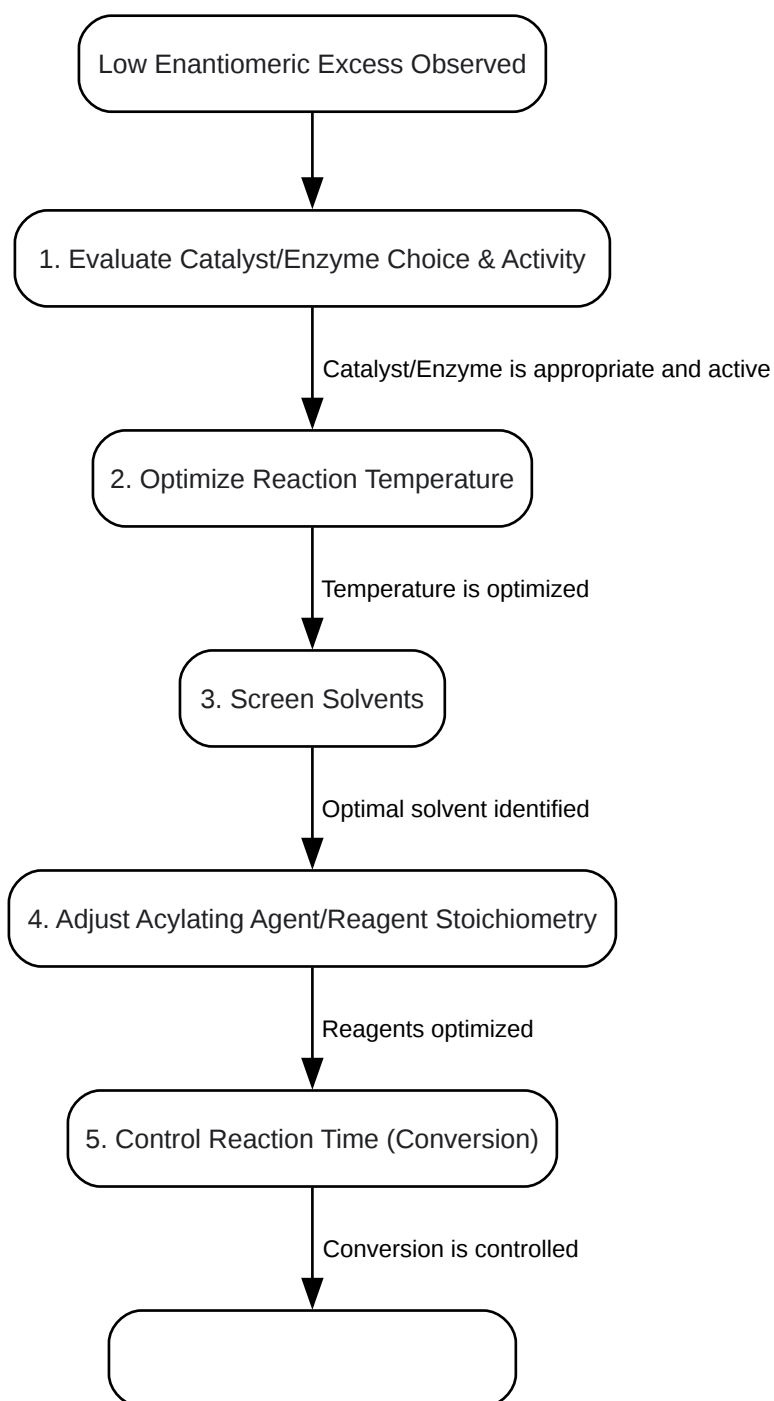 Low Enantiomeric Excess Observed
1. Evaluate Catalyst/Enzyme Choice & Activity
Catalyst/Enzyme is appropriate and active
2. Optimize Reaction Temperature
Temperature is optimized
3. Screen Solvents
Optimal solvent identified
4. Adjust Acylating Agent/Reagent Stoichiometry
Reagents optimized
5. Control Reaction Time (Conversion)
Conversion is controlled